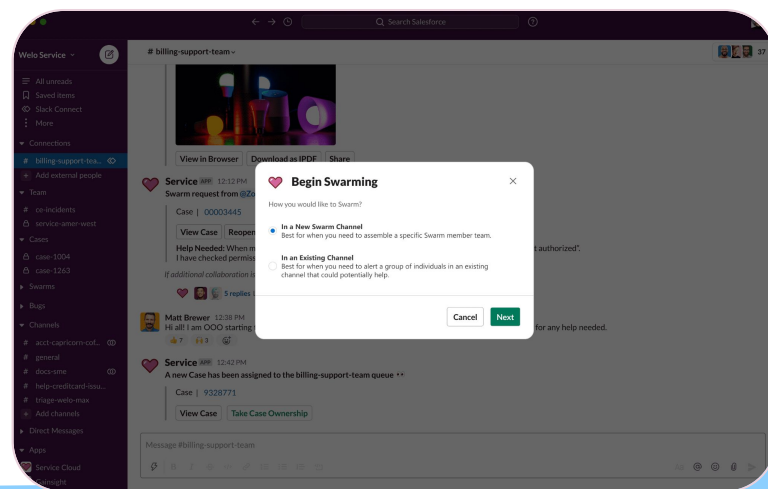 Search Salesforce
Welo Service
# billing-support-team
37
All unreads
Saved items
Slack Connect
More
Connections
# billing-support-tea...
+ Add external people
Team
# ce-incidents
service-amer-west
Cases
case-1004
case-1263
Swarms
Bugs
Channels
# acct-capricorn-cof...
# general
# docs-sme
# help-creditcard-issu...
# triage-welo-max
+ Add channels
Direct Messages
Apps
Service Cloud
Gainsight
View in Browser Download as IPDF Share
Service APP 12:12 PM
Swarm request from @Zo
Case | 00003445
View Case Reopen
Help Needed: When m
t authorized".
I have checked permiss
If additional collaboration is
5 replies
Begin Swarming
How you would like to Swarm?
In a New Swarm Channel
Best for when you need to assemble a specific Swarm member team.
In an Existing Channel
Best for when you need to alert a group of individuals in an existing
channel that could potentially help.
Cancel Next
Matt Brewer 12:38 PM
Hi all! I am OOO starting
for any help needed.
7 3
Service APP 12:42 PM
A new Case has been assigned to the billing-support-team queue
Case | 9328771
View Case Take Case Ownership
Message #billing-support-team